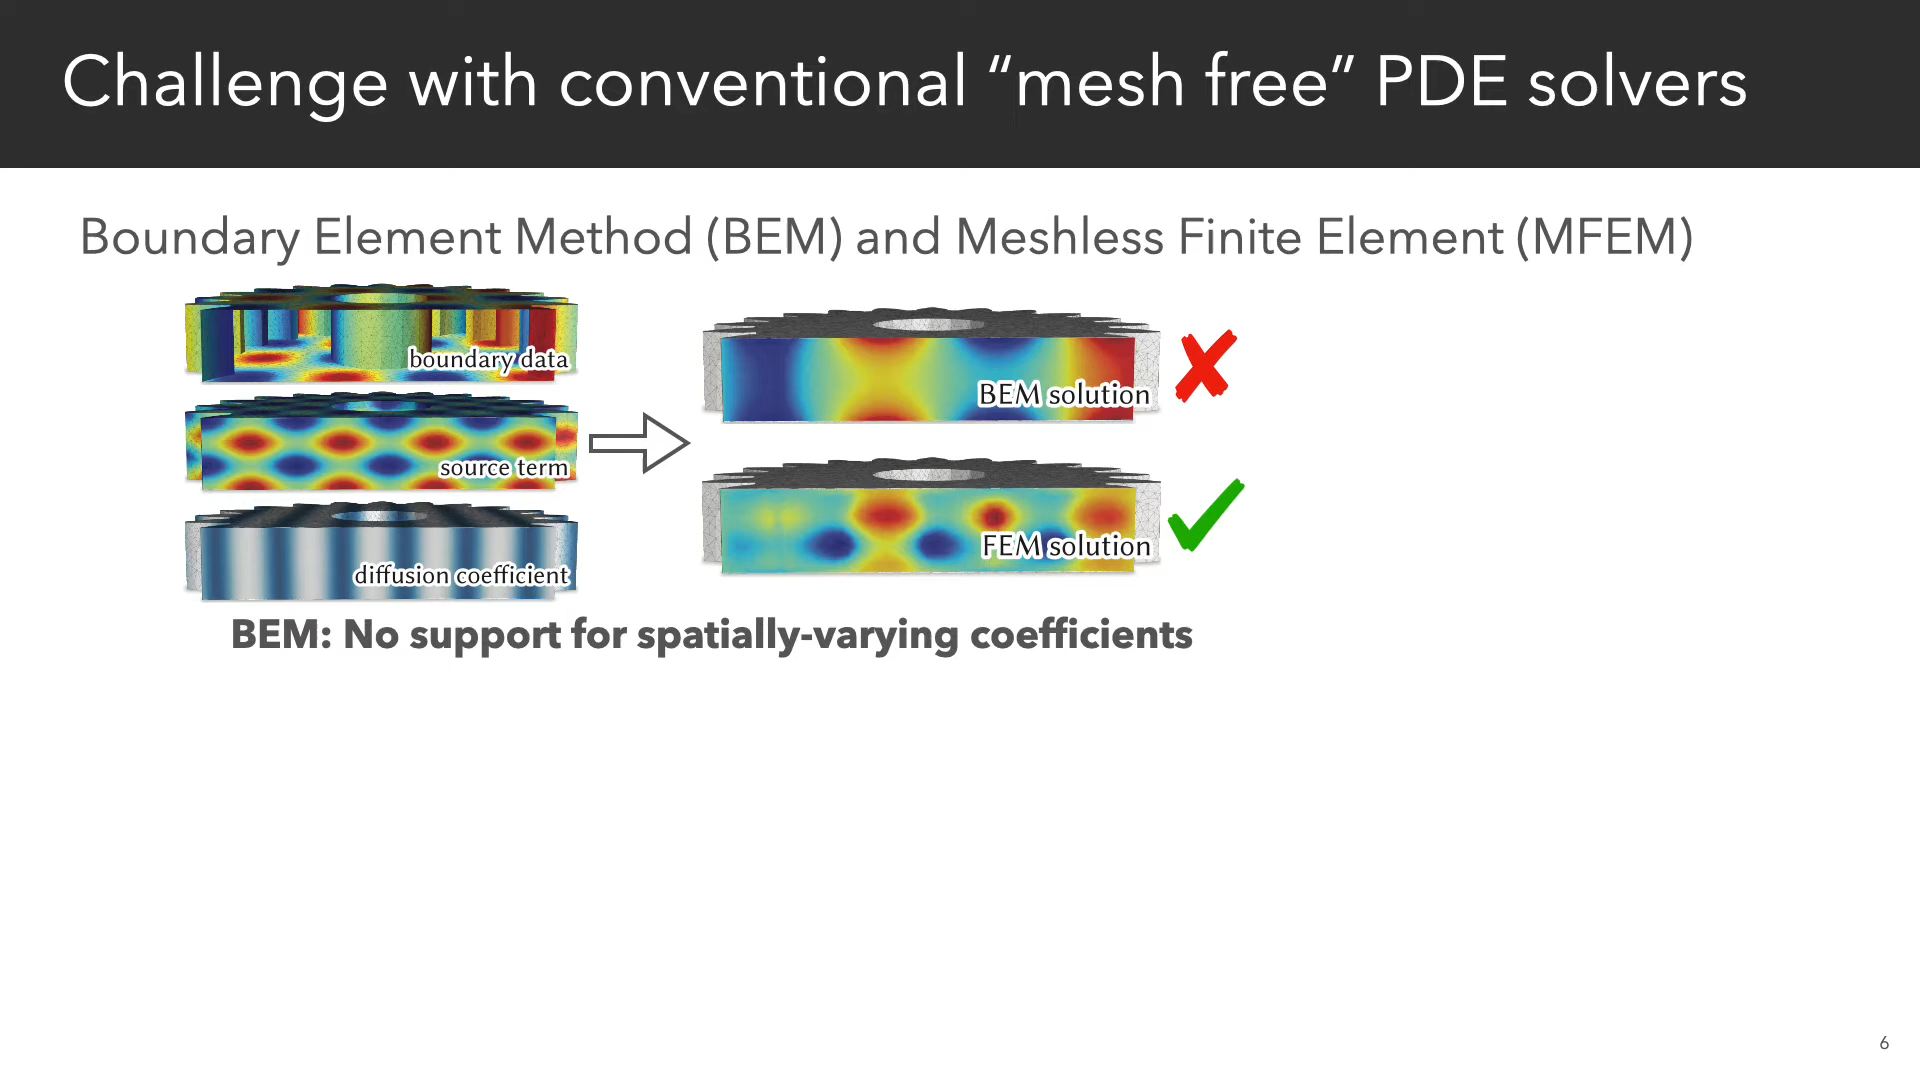 Challenge with conventional “mesh free” PDE solvers
Boundary Element Method (BEM) and Meshless Finite Element (MFEM)
boundary data
source term
diffusion coefficient
BEM solution
FEM solution
BEM: No support for spatially-varying coefficients
6